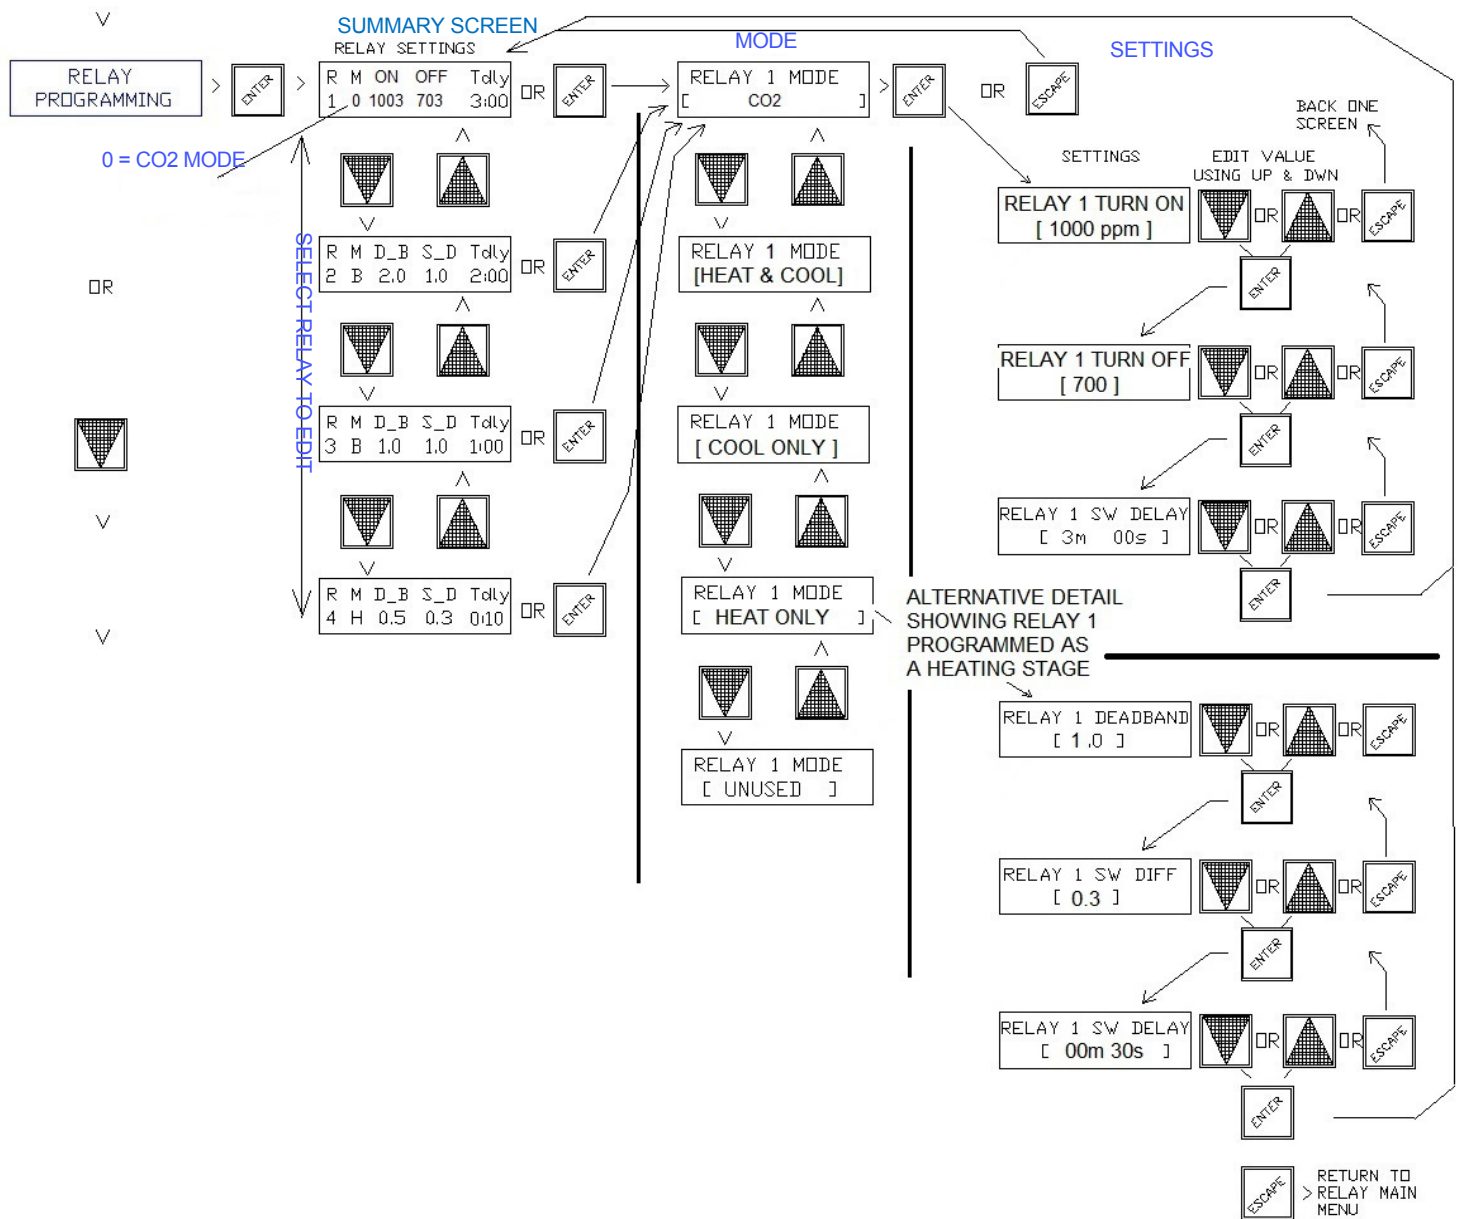 SUMMARY SCREEN
RELAY SETTINGS
MODE
SETTINGS
RELAY
PROGRAMMING
ENTER
R M ON OFF Tdly
1 0 1003 703 3:00
OR
ENTER
RELAY 1 MODE
[ CO2 ]
ENTER
OR
ESCAPE
0 = CO2 MODE
SELECT RELAY TO EDIT
OR
R M D_B S_D Tdly
2 B 2.0 1.0 2:00
OR
ENTER
R M D_B S_D Tdly
3 B 1.0 1.0 1:00
OR
ENTER
R M D_B S_D Tdly
4 H 0.5 0.3 0:10
OR
ENTER
RELAY 1 MODE
[HEAT & COOL]
RELAY 1 MODE
[ COOL ONLY ]
RELAY 1 MODE
[ HEAT ONLY ]
RELAY 1 MODE
[ UNUSED ]
BACK ONE
SCREEN
SETTINGS
EDIT VALUE
USING UP & DWN
RELAY 1 TURN ON
[ 1000 ppm ]
OR
OR
ESCAPE
ENTER
RELAY 1 TURN OFF
[ 700 ]
OR
OR
ESCAPE
ENTER
RELAY 1 SW DELAY
[ 3m 00s ]
OR
OR
ESCAPE
ENTER
ALTERNATIVE DETAIL
SHOWING RELAY 1
PROGRAMMED AS
A HEATING STAGE
RELAY 1 DEADBAND
[ 1.0 ]
OR
OR
ESCAPE
ENTER
RELAY 1 SW DIFF
[ 0.3 ]
OR
OR
ESCAPE
ENTER
RELAY 1 SW DELAY
[ 00m 30s ]
OR
OR
ESCAPE
ENTER
ESCAPE
RETURN TO
RELAY MAIN
MENU